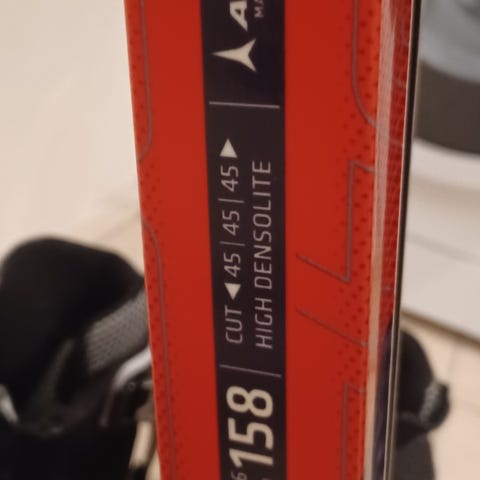 CUT ◀ 45 | 45 | 45 ▶
HIGH DENSOLITE
158